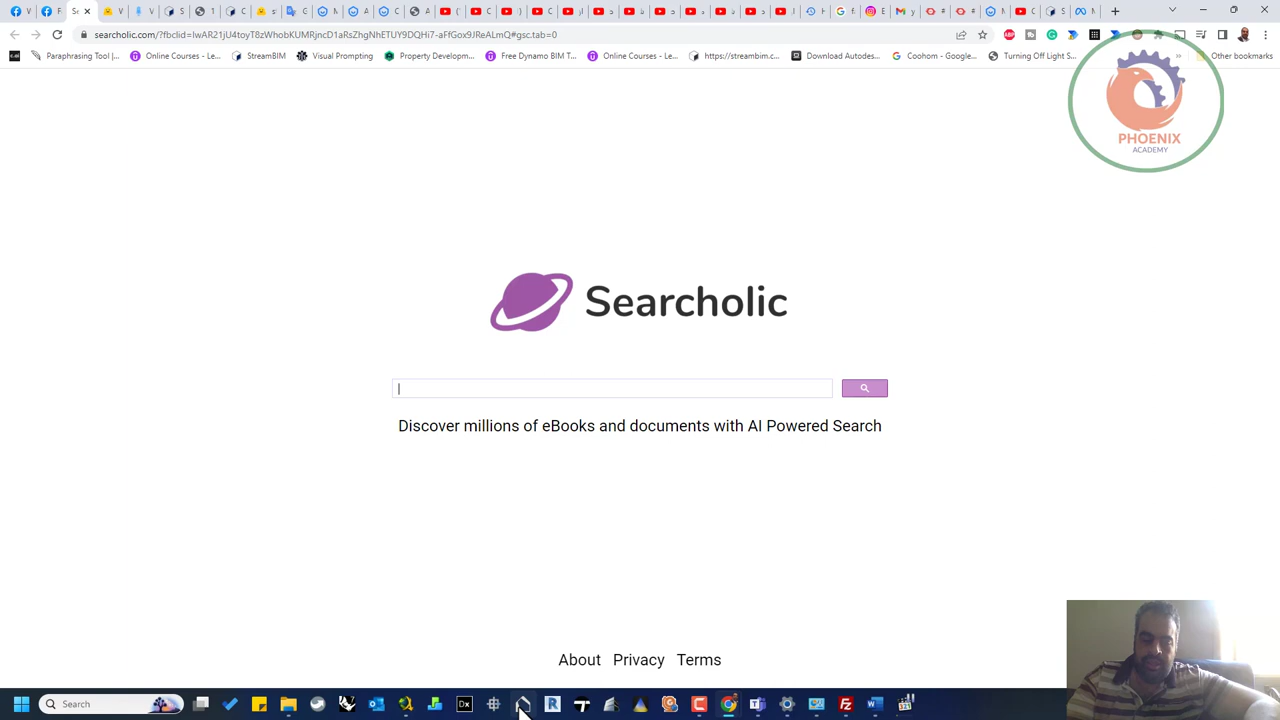 searcholic.com/?fbclid=IwAR21jU4toyT8zWhobKUMRjncD1aRsZhgNhETUY9DQHi7-aFfGox9JReALmQ#gsc.tab=0
Paraphrasing Tool |...
Online Courses - Le...
StreamBIM
Visual Prompting
Property Developm...
Free Dynamo BIM T...
Online Courses - Le...
https://streambim.c...
Download Autodes...
Coohom - Google...
Turning Off Light S...
Other bookmarks
PHOENIX
ACADEMY
Searcholic
Discover millions of eBooks and documents with AI Powered Search
About Privacy Terms
Search